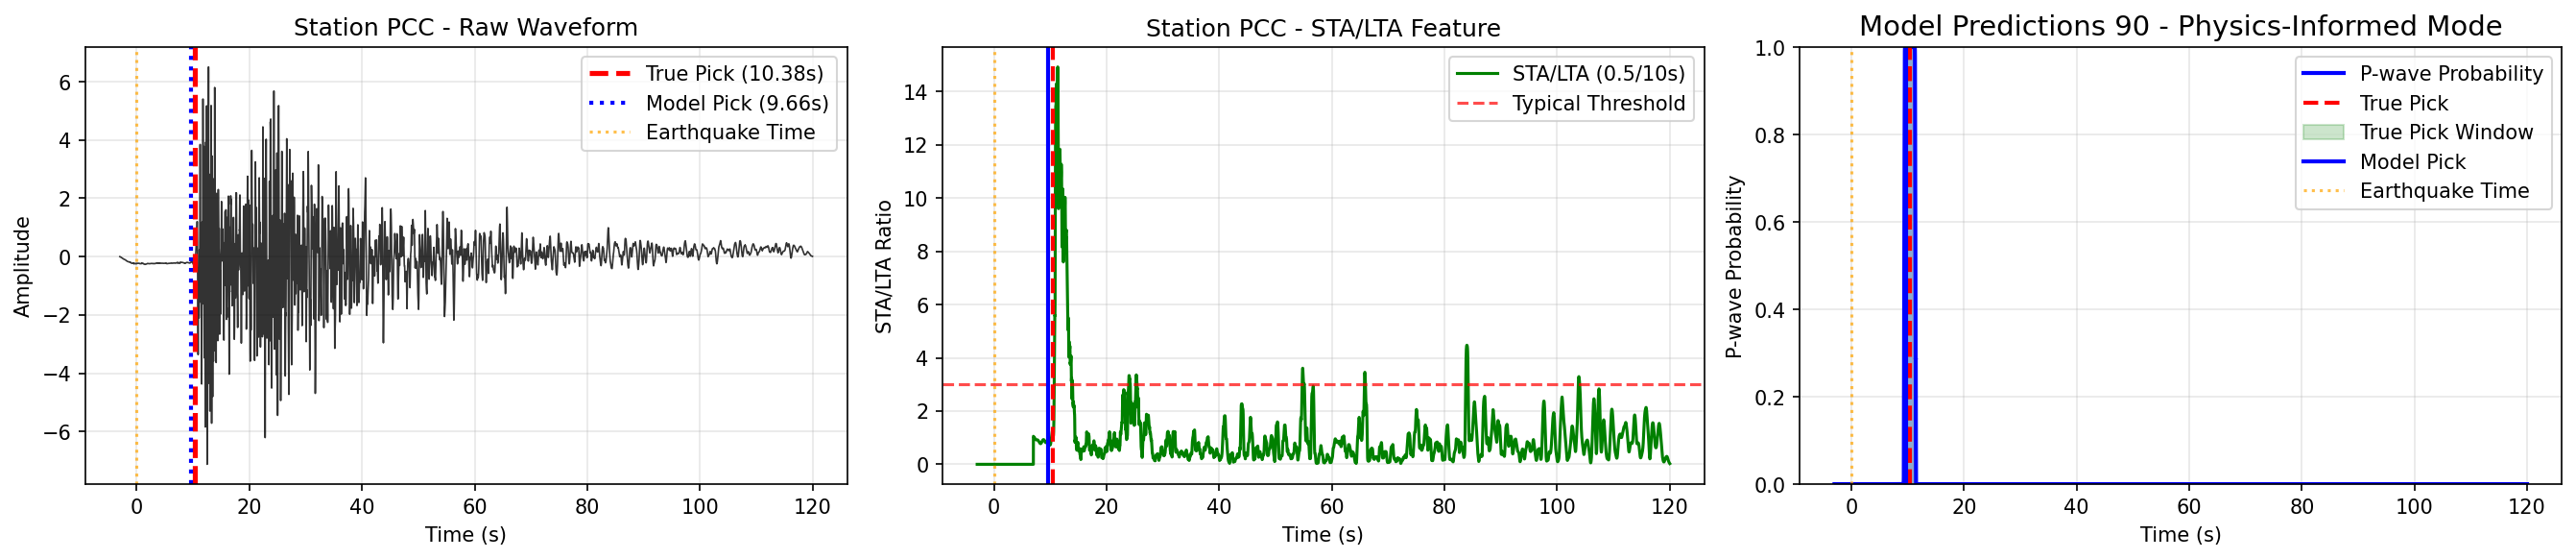 Station PCC - Raw Waveform
Amplitude
6
4
2
0
−2
−4
−6
0 20 40 60 80 100 120
Time (s)
True Pick (10.38s)
Model Pick (9.66s)
Earthquake Time
Station PCC - STA/LTA Feature
STA/LTA Ratio
14
12
10
8
6
4
2
0
0 20 40 60 80 100 120
Time (s)
STA/LTA (0.5/10s)
Typical Threshold
Model Predictions 90 - Physics-Informed Mode
P-wave Probability
1.0
0.8
0.6
0.4
0.2
0.0
0 20 40 60 80 100 120
Time (s)
P-wave Probability
True Pick
True Pick Window
Model Pick
Earthquake Time